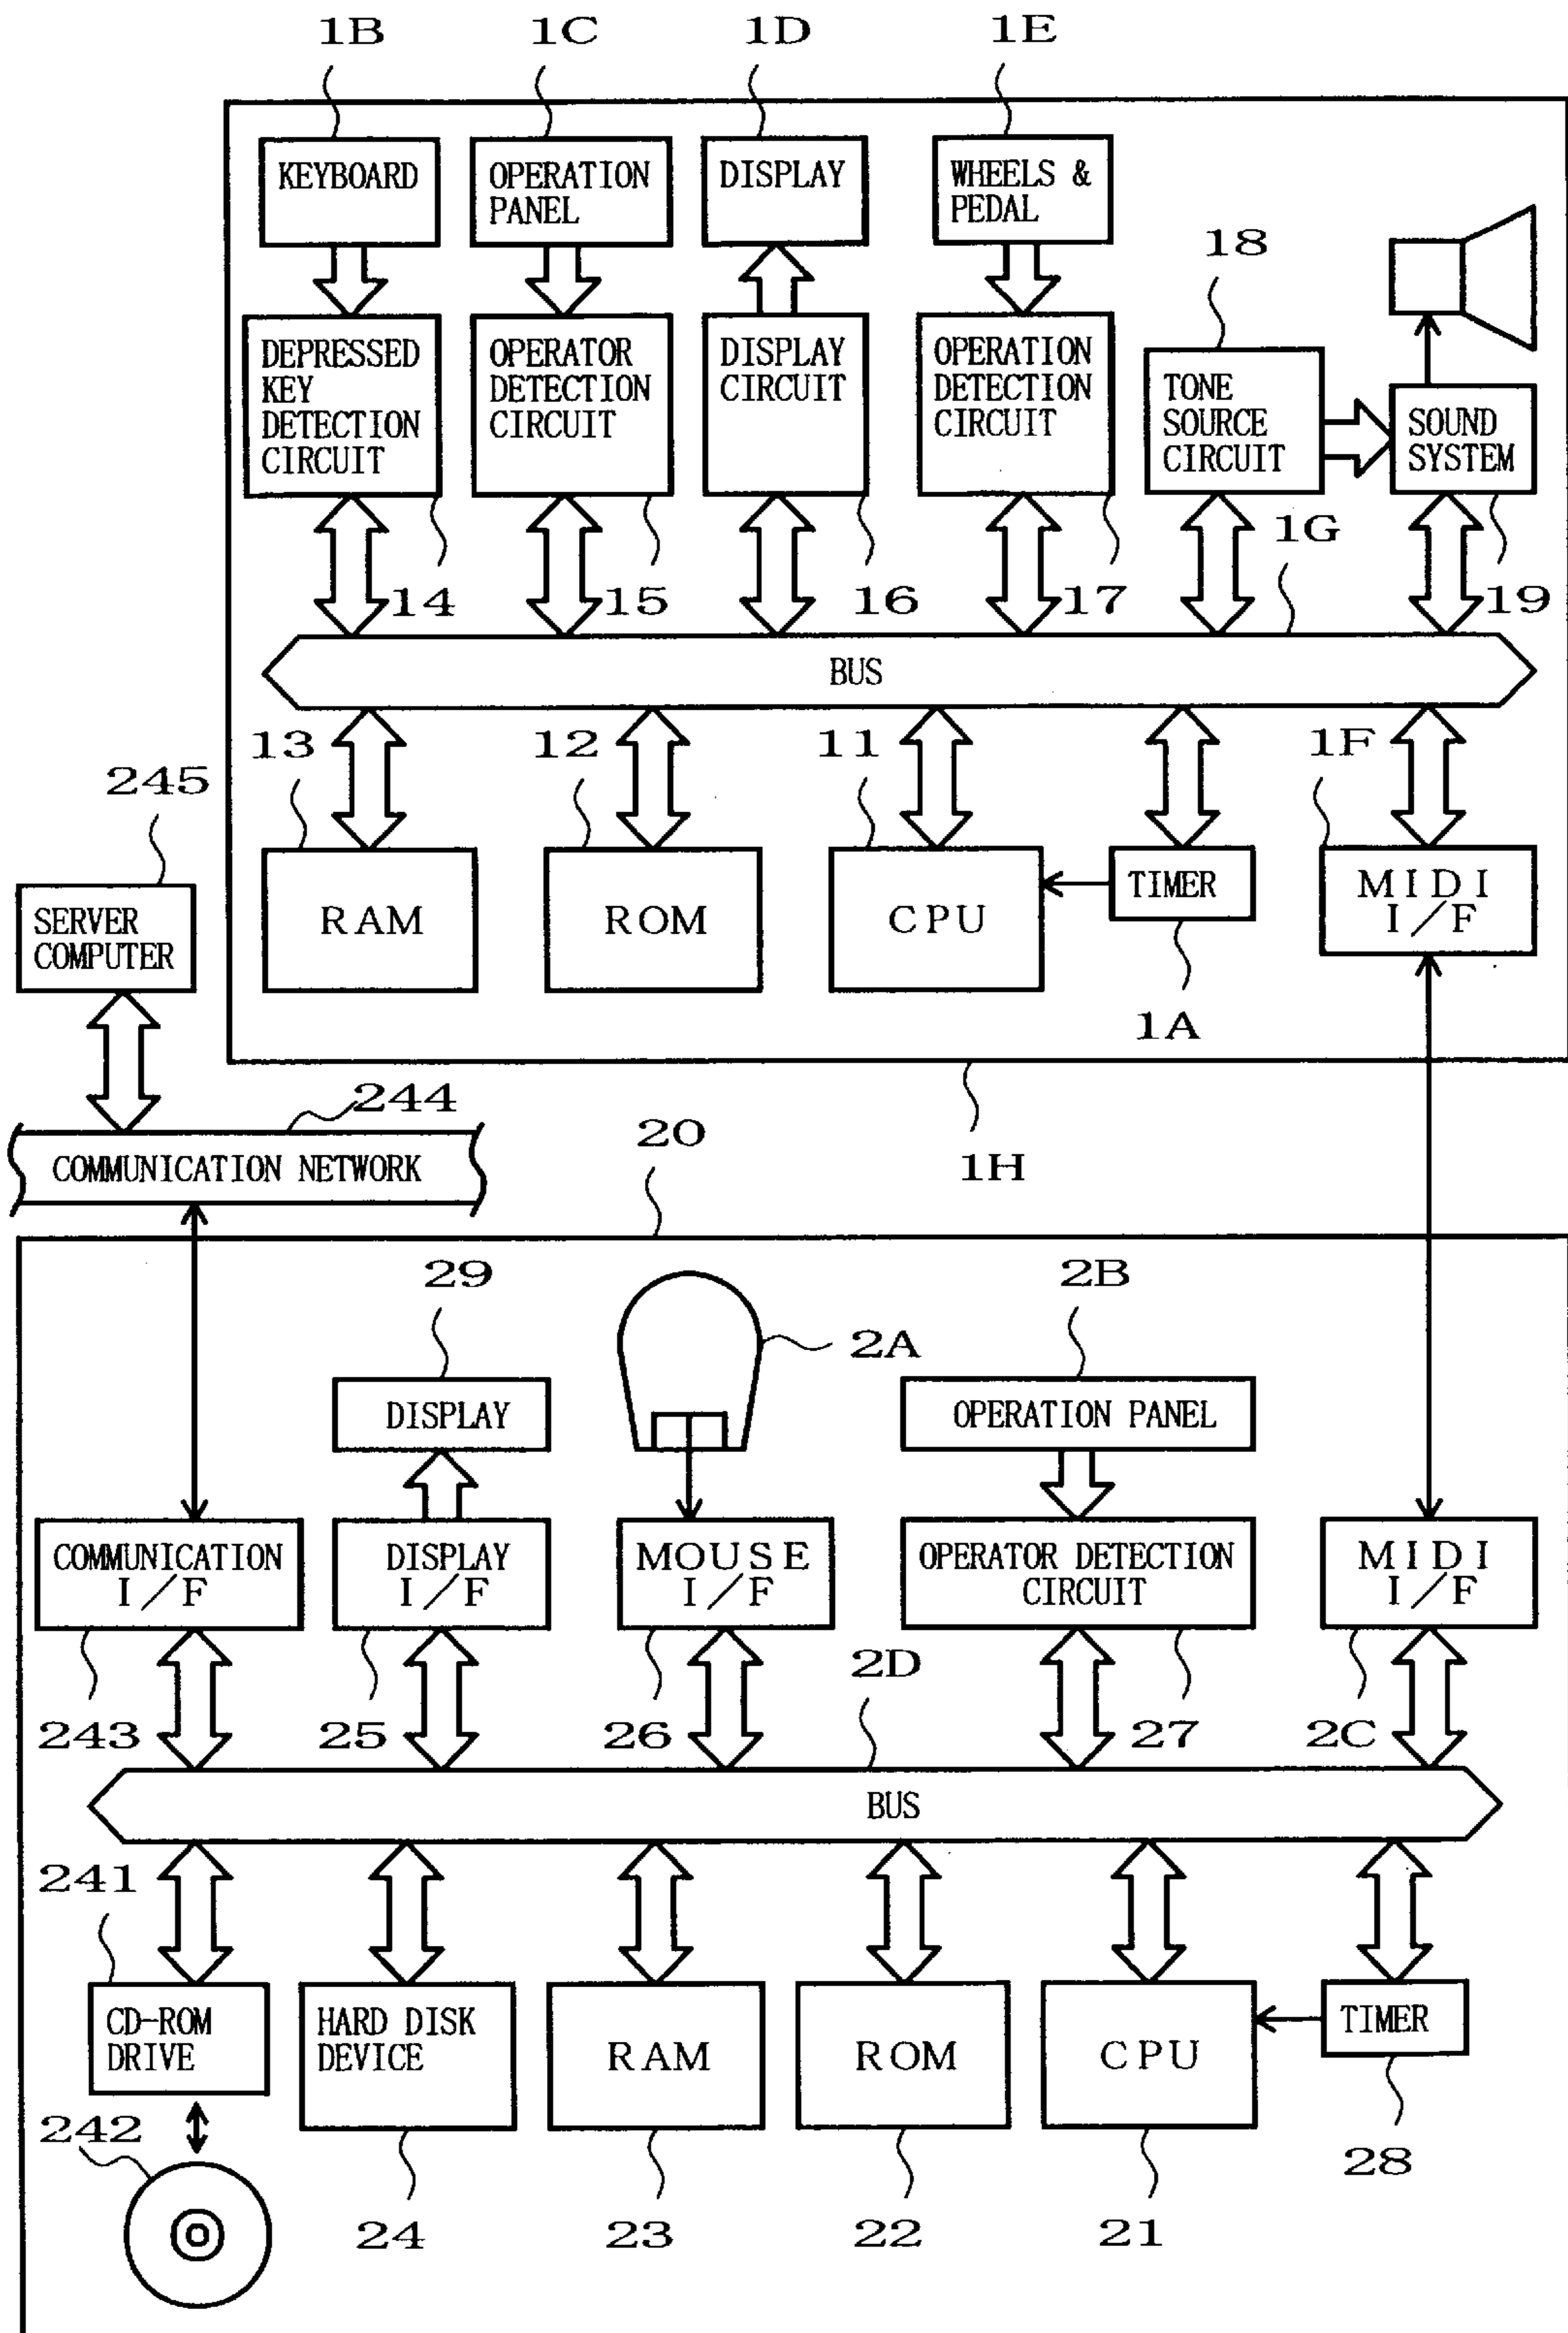 1B
1C
1D
1E
KEYBOARD
OPERATION
PANEL
DISPLAY
WHEELS &
PEDAL
18
DEPRESSED
KEY
DETECTION
CIRCUIT
OPERATOR
DETECTION
CIRCUIT
DISPLAY
CIRCUIT
OPERATION
DETECTION
CIRCUIT
TONE
SOURCE
CIRCUIT
SOUND
SYSTEM
1G
14
15
16
17
19
BUS
13
12
11
1F
245
RAM
ROM
CPU
TIMER
MIDI
I/F
SERVER
COMPUTER
1A
244
20
1H
COMMUNICATION NETWORK
29
2A
2B
DISPLAY
OPERATION PANEL
COMMUNICATION
I/F
DISPLAY
I/F
MOUSE
I/F
OPERATOR DETECTION
CIRCUIT
MIDI
I/F
2D
243
25
26
27
2C
BUS
241
CD-ROM
DRIVE
HARD DISK
DEVICE
RAM
ROM
CPU
TIMER
242
28
24
23
22
21